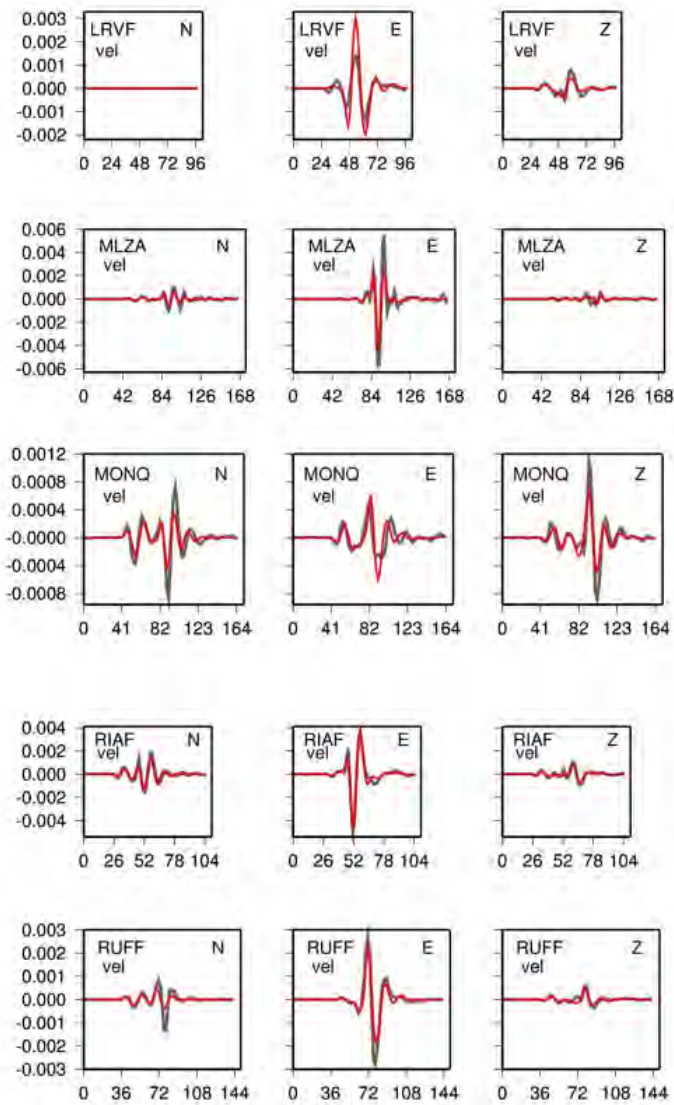 0.003
0.002
0.001
0.000
-0.001
-0.002
LRVF N
vel
LRVF E
vel
LRVF Z
vel
0 24 48 72 96
0 24 48 72 96
0 24 48 72 96
0.006
0.004
0.002
0.000
-0.002
-0.004
-0.006
MLZA N
vel
MLZA E
vel
MLZA Z
vel
0 42 84 126 168
0 42 84 126 168
0 42 84 126 168
0.0012
0.0008
0.0004
-0.0000
-0.0004
-0.0008
MONQ N
vel
MONQ E
vel
MONQ Z
vel
0 41 82 123 164
0 41 82 123 164
0 41 82 123 164
0.004
0.002
0.000
-0.002
-0.004
RIAF N
vel
RIAF E
vel
RIAF Z
vel
0 26 52 78 104
0 26 52 78 104
0 26 52 78 104
0.003
0.002
0.001
0.000
-0.001
-0.002
-0.003
RUFF N
vel
RUFF E
vel
RUFF Z
vel
0 36 72 108 144
0 36 72 108 144
0 36 72 108 144